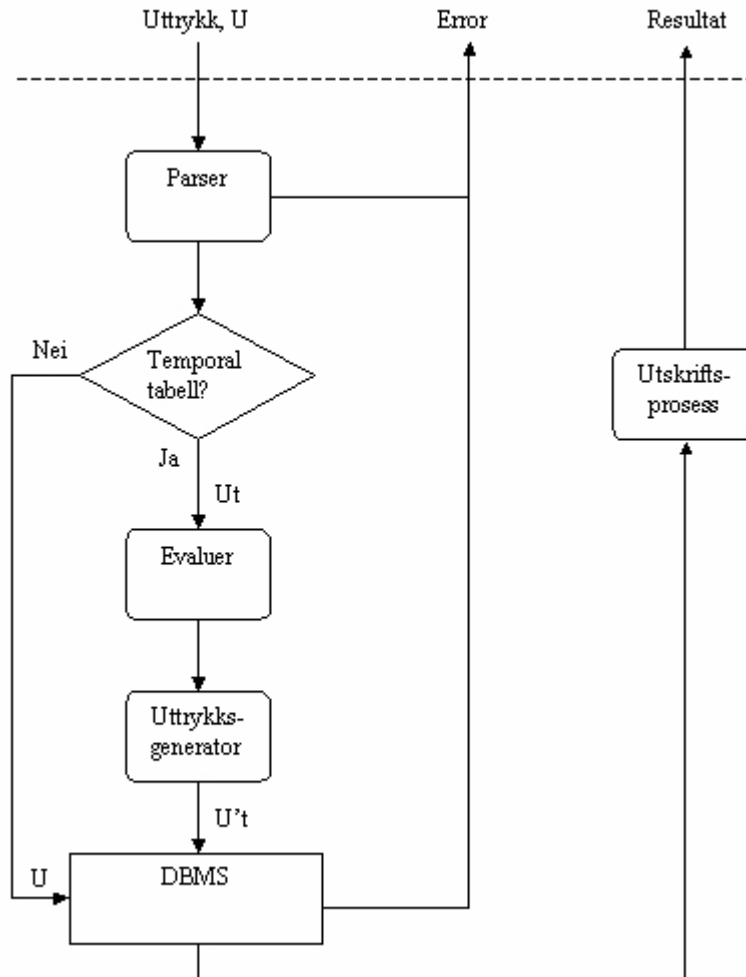 Uttrykk, U
Error
Resultat
Parser
Nei
Temporal
tabell?
Utskrifts-
prosess
Ja
Ut
Evaluer
Uttrykks-
generator
U't
U
DBMS